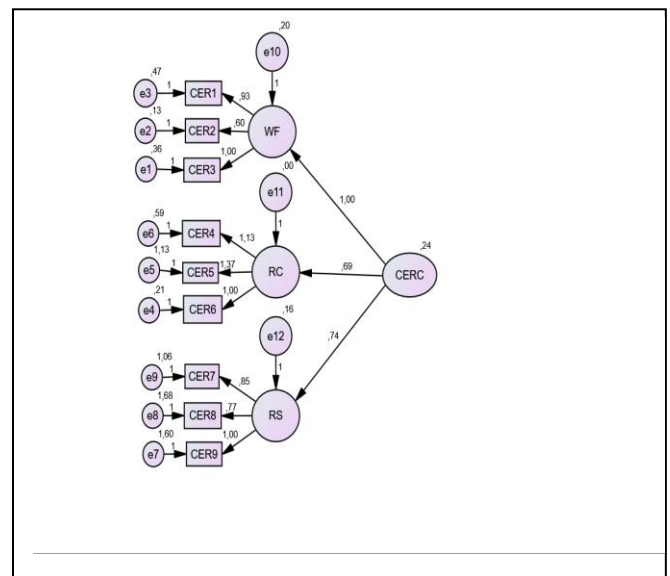 ,20
e10
,47
1
e3
1
CER1
,93
,13
e2
1
CER2
,60
WF
,36
e1
1
CER3
1,00
,00
e11
1
1,00
,59
e6
1
CER4
1,13
,24
1,13
e5
1
CER5
1,37
RC
,69
CERC
,21
e4
1
CER6
1,00
,16
e12
,74
1,06
1
e9
1
CER7
,85
1,68
e8
1
CER8
,77
RS
1,60
e7
1
CER9
1,00